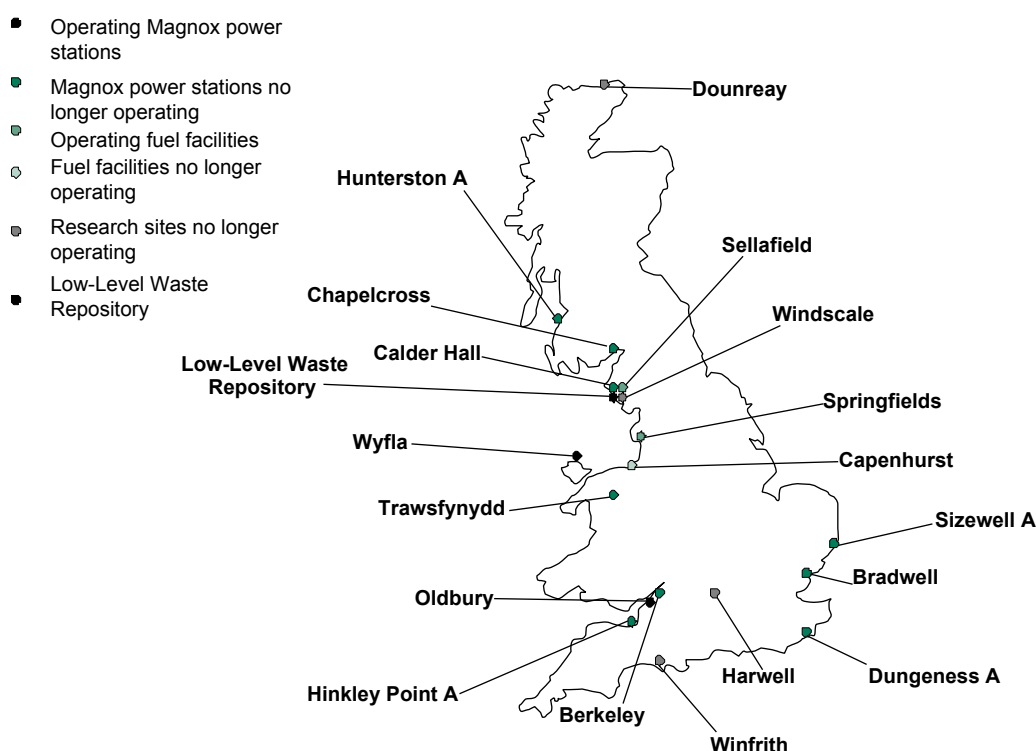 Operating Magnox power
stations
Magnox power stations no
longer operating
Operating fuel facilities
Fuel facilities no longer
operating
Research sites no longer
operating
Low-Level Waste
Repository
Dounreay
Hunterston A
Sellafield
Chapelcross
Windscale
Calder Hall
Low-Level Waste
Repository
Springfields
Wyfla
Capenhurst
Trawsfynydd
Sizewell A
Bradwell
Oldbury
Harwell
Dungeness A
Hinkley Point A
Berkeley
Winfrith